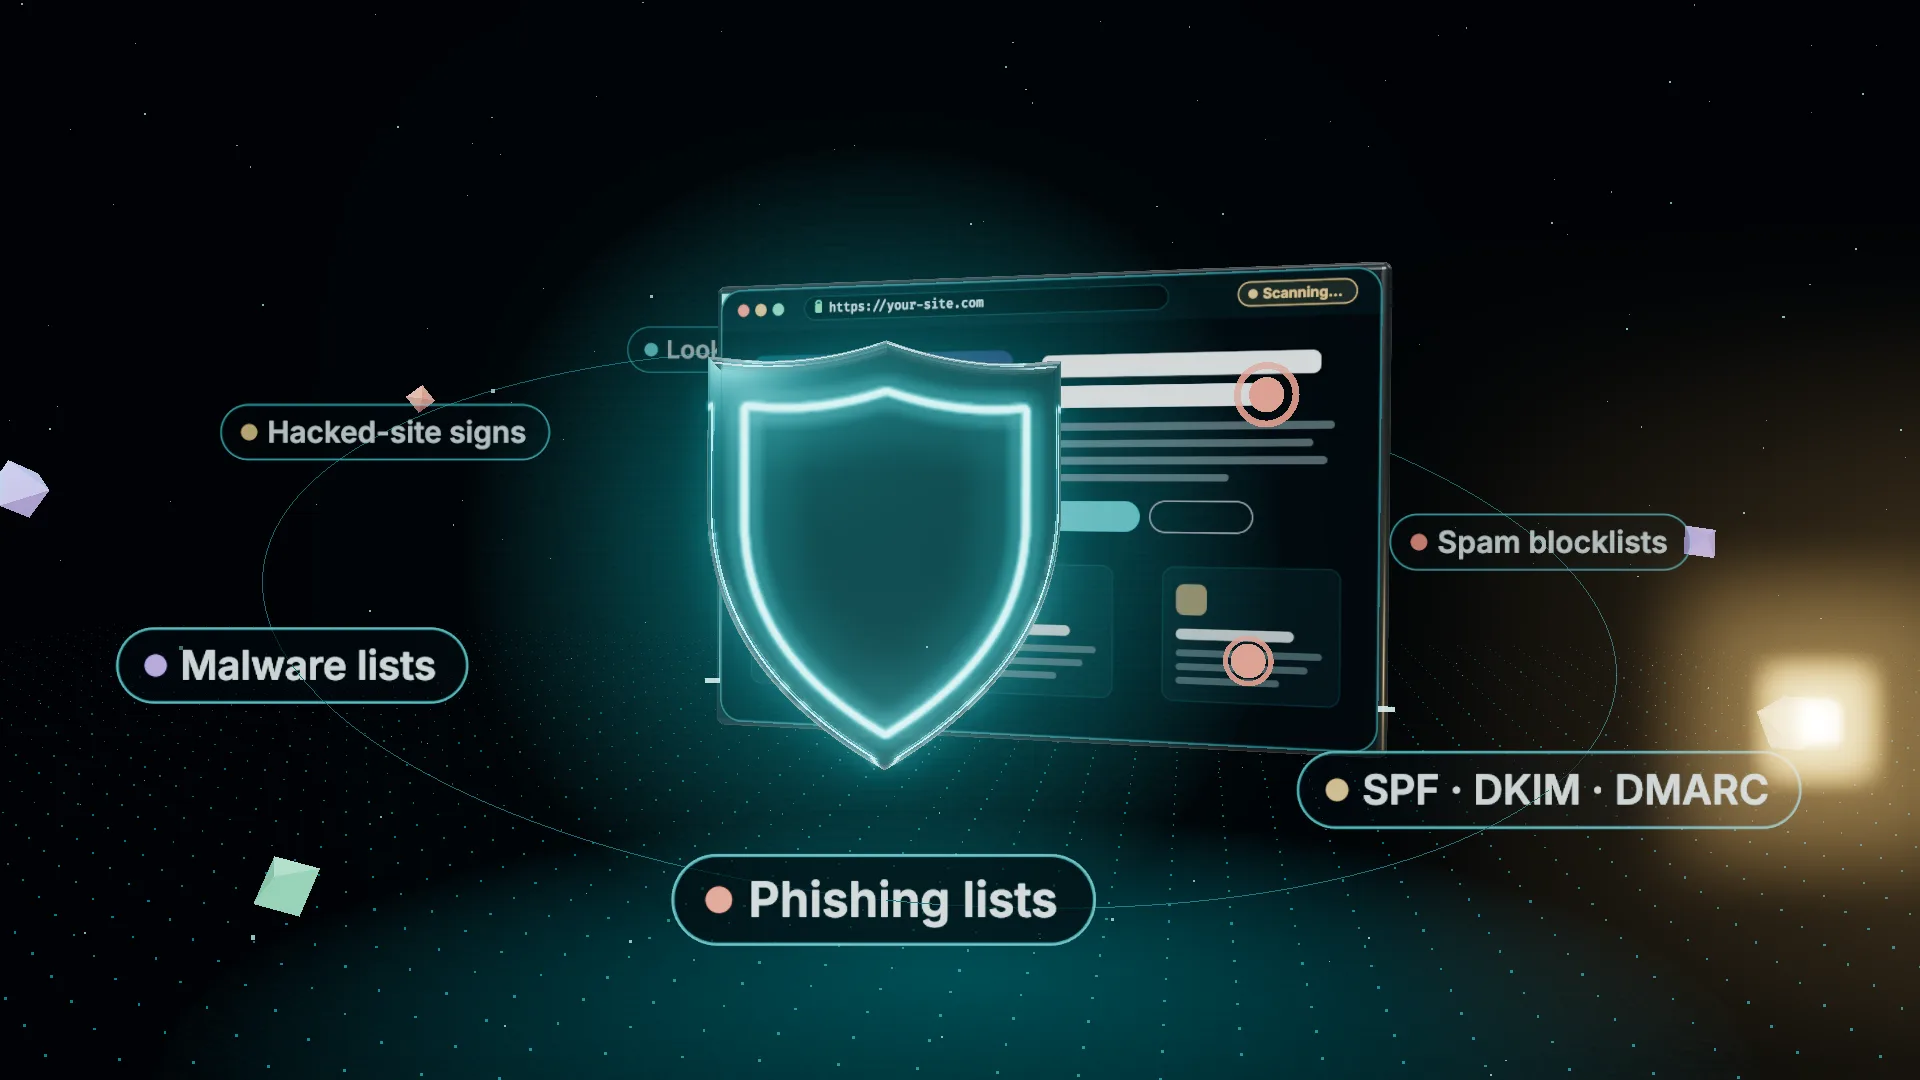 https://your-site.com
Scanning...
Hacked-site signs
Spam blocklists
Malware lists
SPF · DKIM · DMARC
Phishing lists